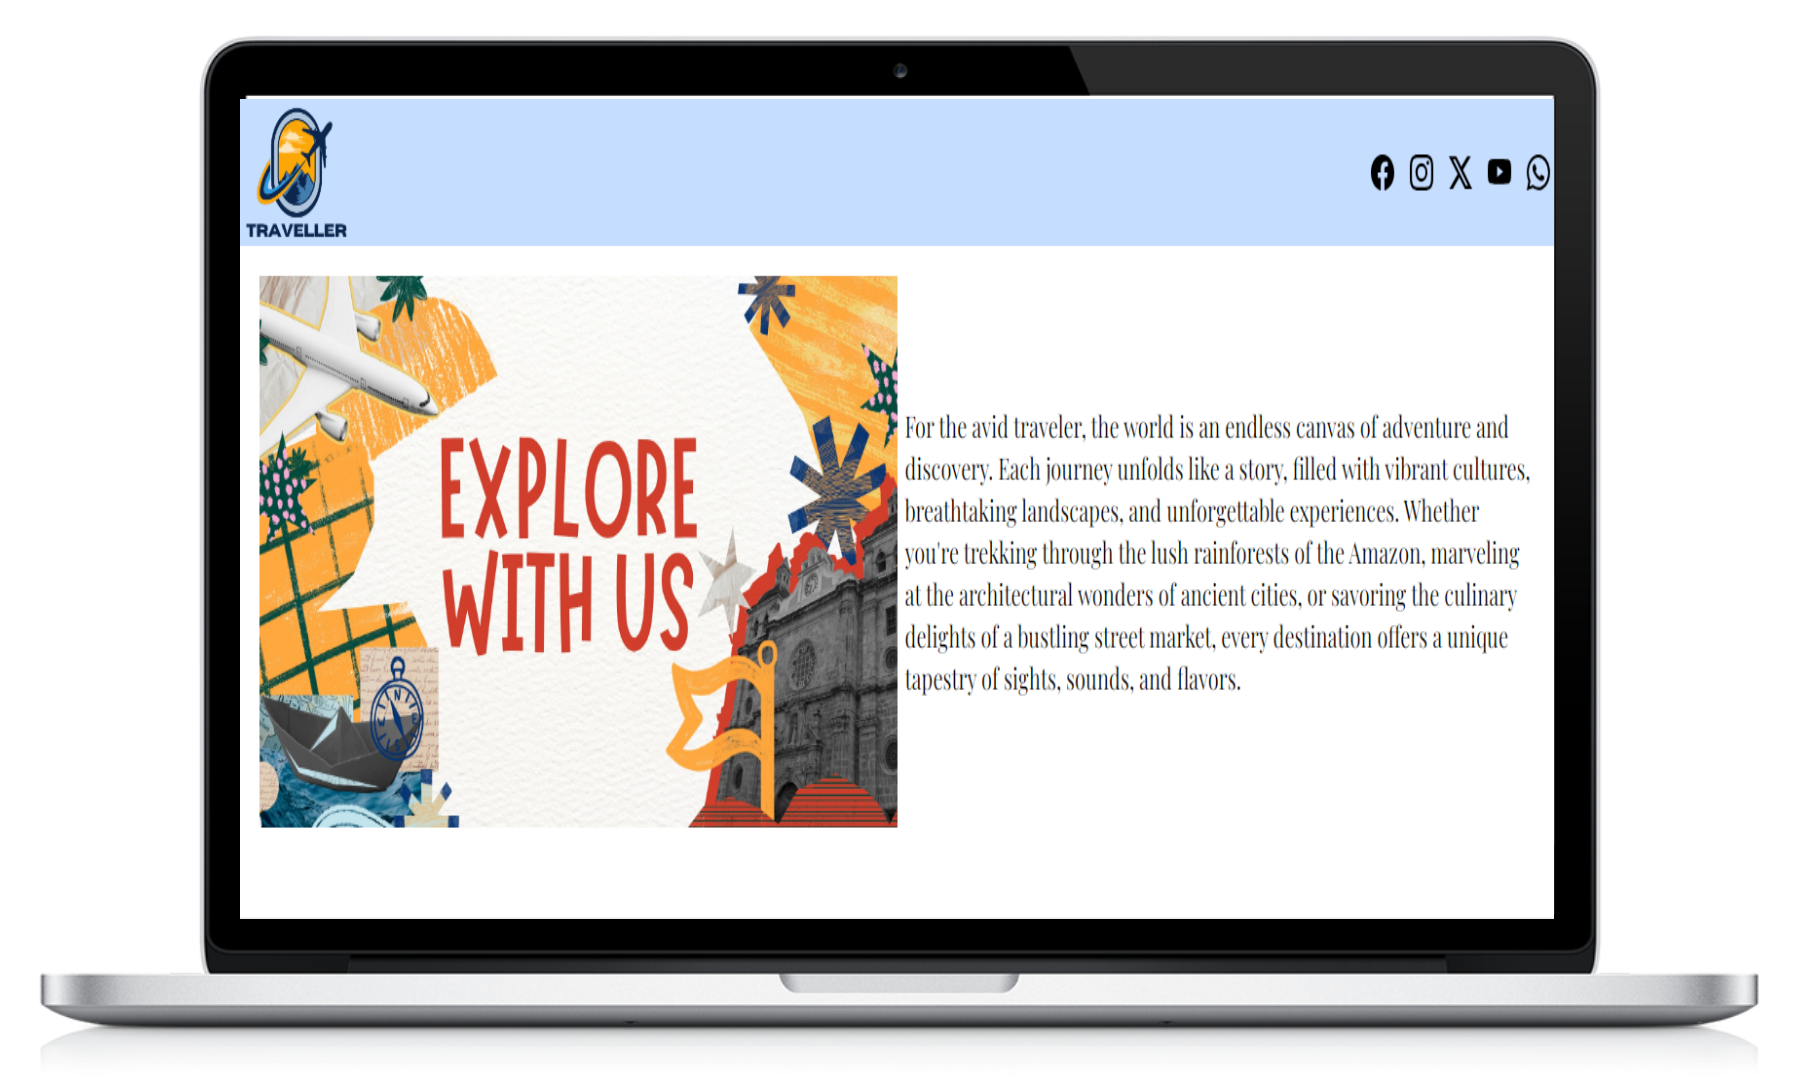 TRAVELLER
EXPLORE
WITH US
For the avid traveler, the world is an endless canvas of adventure and
discovery. Each journey unfolds like a story, filled with vibrant cultures,
breathtaking landscapes, and unforgettable experiences. Whether
you're trekking through the lush rainforests of the Amazon, marveling
at the architectural wonders of ancient cities, or savoring the culinary
delights of a bustling street market, every destination offers a unique
tapestry of sights, sounds, and flavors.